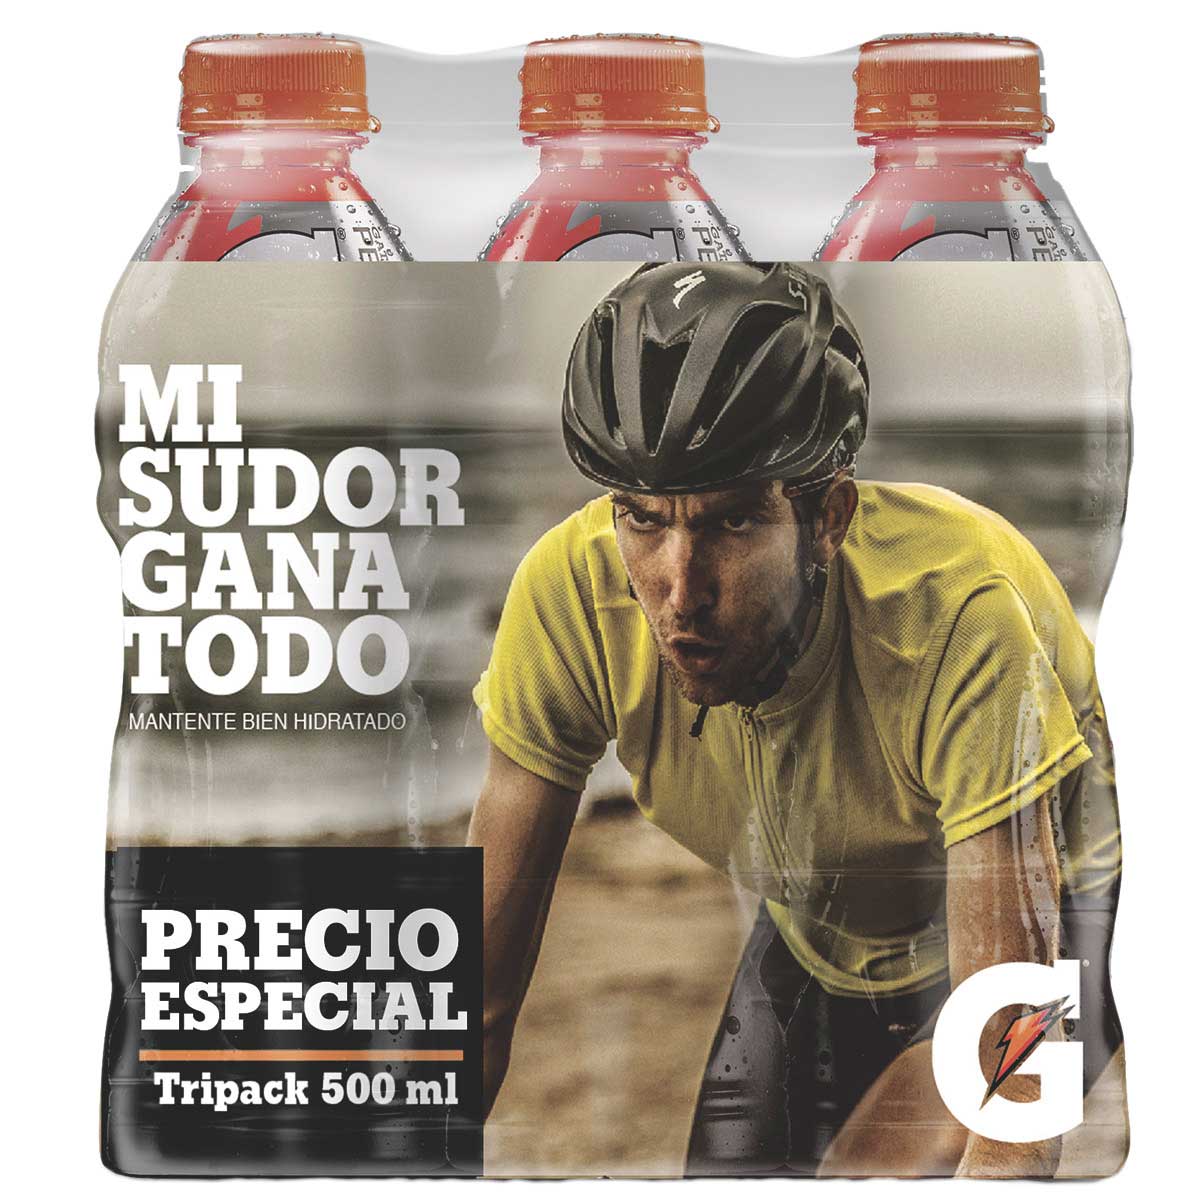 MI
SUDOR
GANA
TODO
MANTENTE BIEN HIDRATADO
PRECIO
ESPECIAL
Tripack 500 ml
G